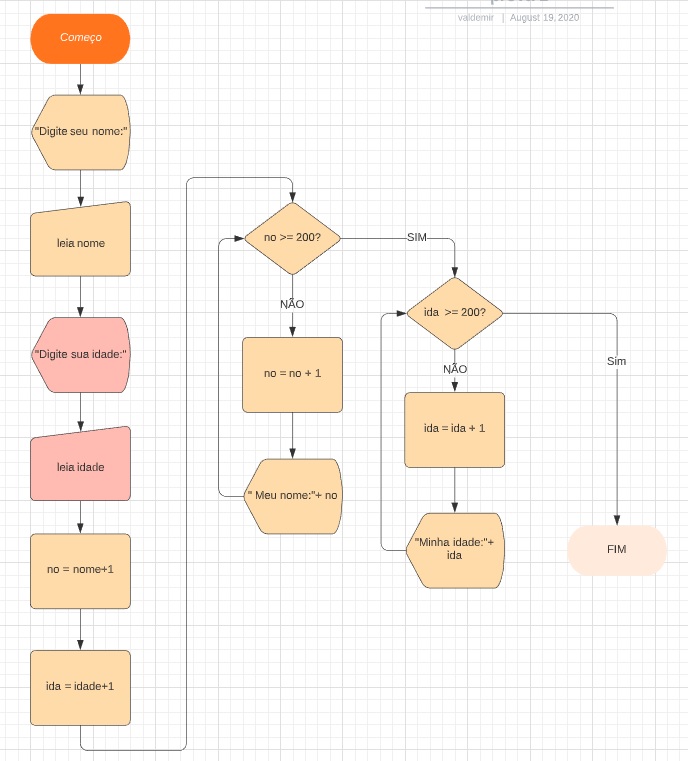 valdemir | August 19, 2020
Começo
"Digite seu nome:"
leia nome
"Digite sua idade:"
leia idade
no = nome+1
ida = idade+1
no >= 200?
SIM
NÃO
no = no + 1
" Meu nome:"+ no
ida >= 200?
Sim
NÃO
ida = ida + 1
"Minha idade:"+
ida
FIM